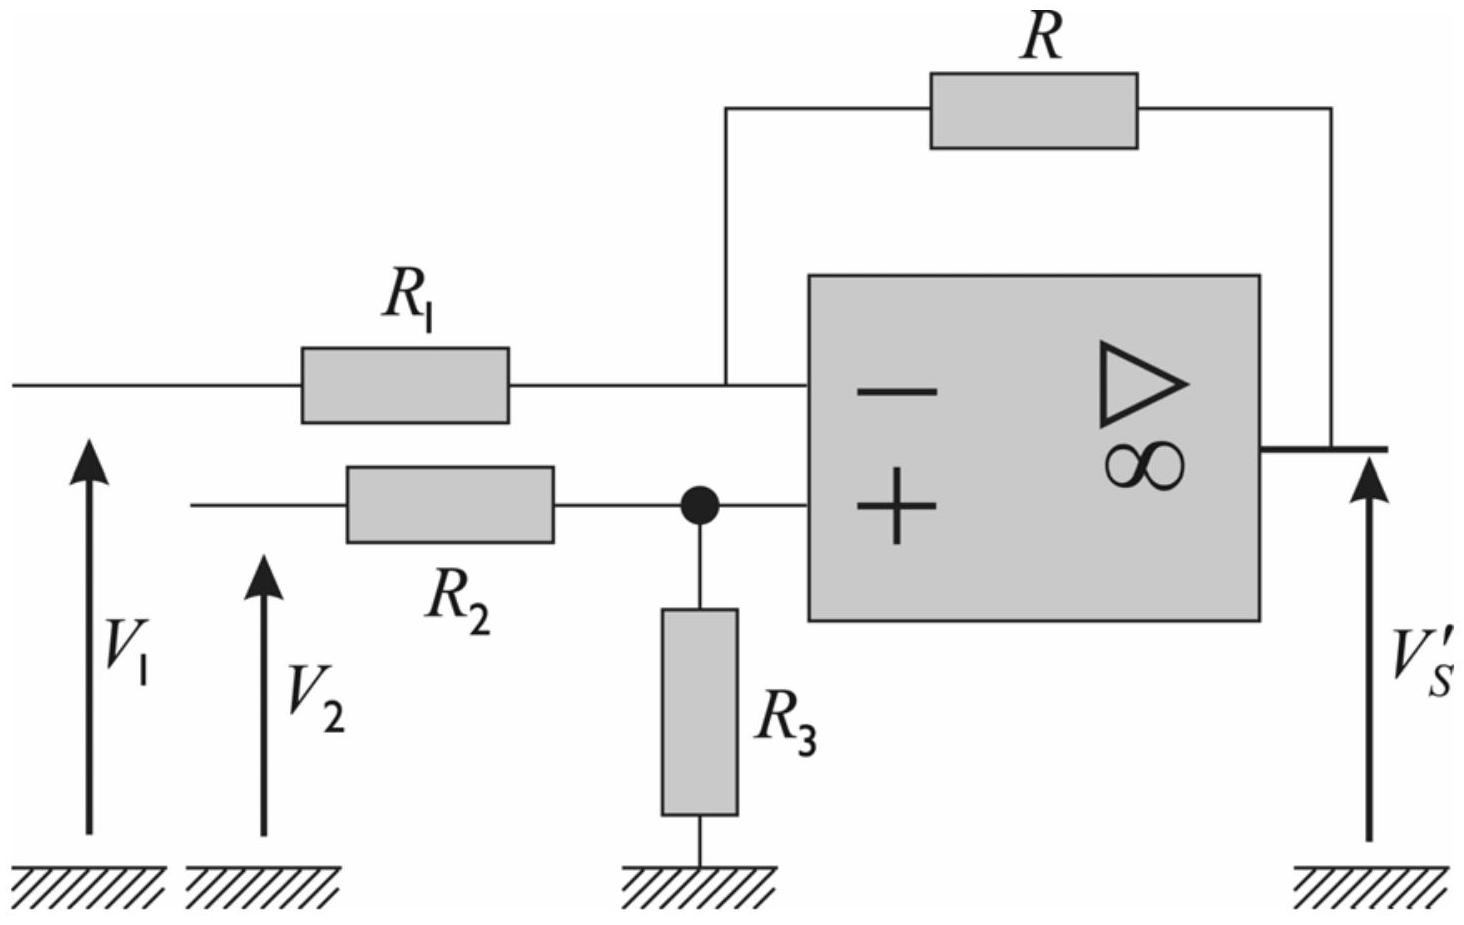 R
R₁
−
∞
+
R₂
V₁
V₂
R₃
V′S